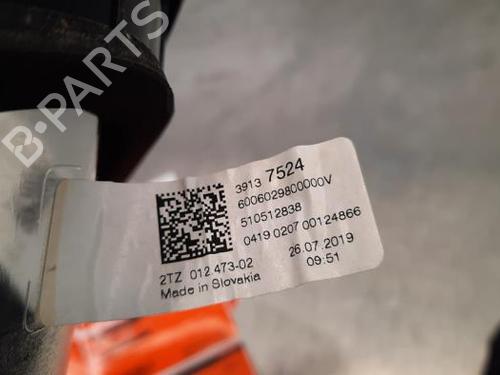 B-PARTS
3913 7524
6006029800000V
510512838
0419 0207 00124866
2TZ 012 473-02
26.07.2019
Made in Slovakia
09:51